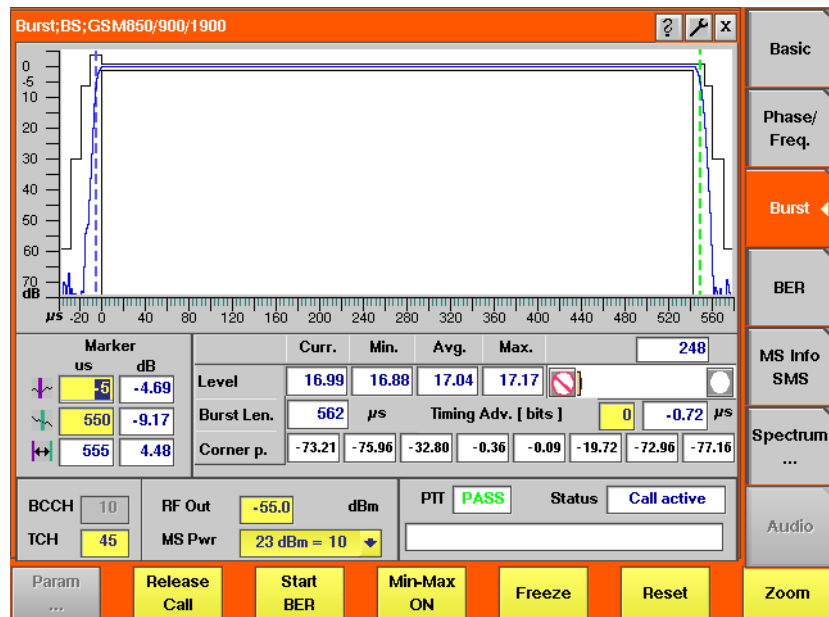 Burst;BS;GSM850/900/1900
? X
0
-5
10
20
30
40
50
60
70
dB
µs -20 0 40 80 120 160 200 240 280 320 360 400 440 480 520 560
Marker
us dB
-5 -4.69
550 -9.17
555 4.48
Curr. Min. Avg. Max. 248
Level 16.99 16.88 17.04 17.17
Burst Len. 562 µs Timing Adv. [ bits ] 0 -0.72 µs
Corner p. -73.21 -75.96 -32.80 -0.36 -0.09 -19.72 -72.96 -77.16
BCCH 10
TCH 45
RF Out -55.0 dBm
MS Pwr 23 dBm = 10
PTT PASS Status Call active
Basic
Phase/
Freq.
Burst
BER
MS Info
SMS
Spectrum
...
Audio
Param
...
Release
Call
Start
BER
Min-Max
ON
Freeze
Reset
Zoom